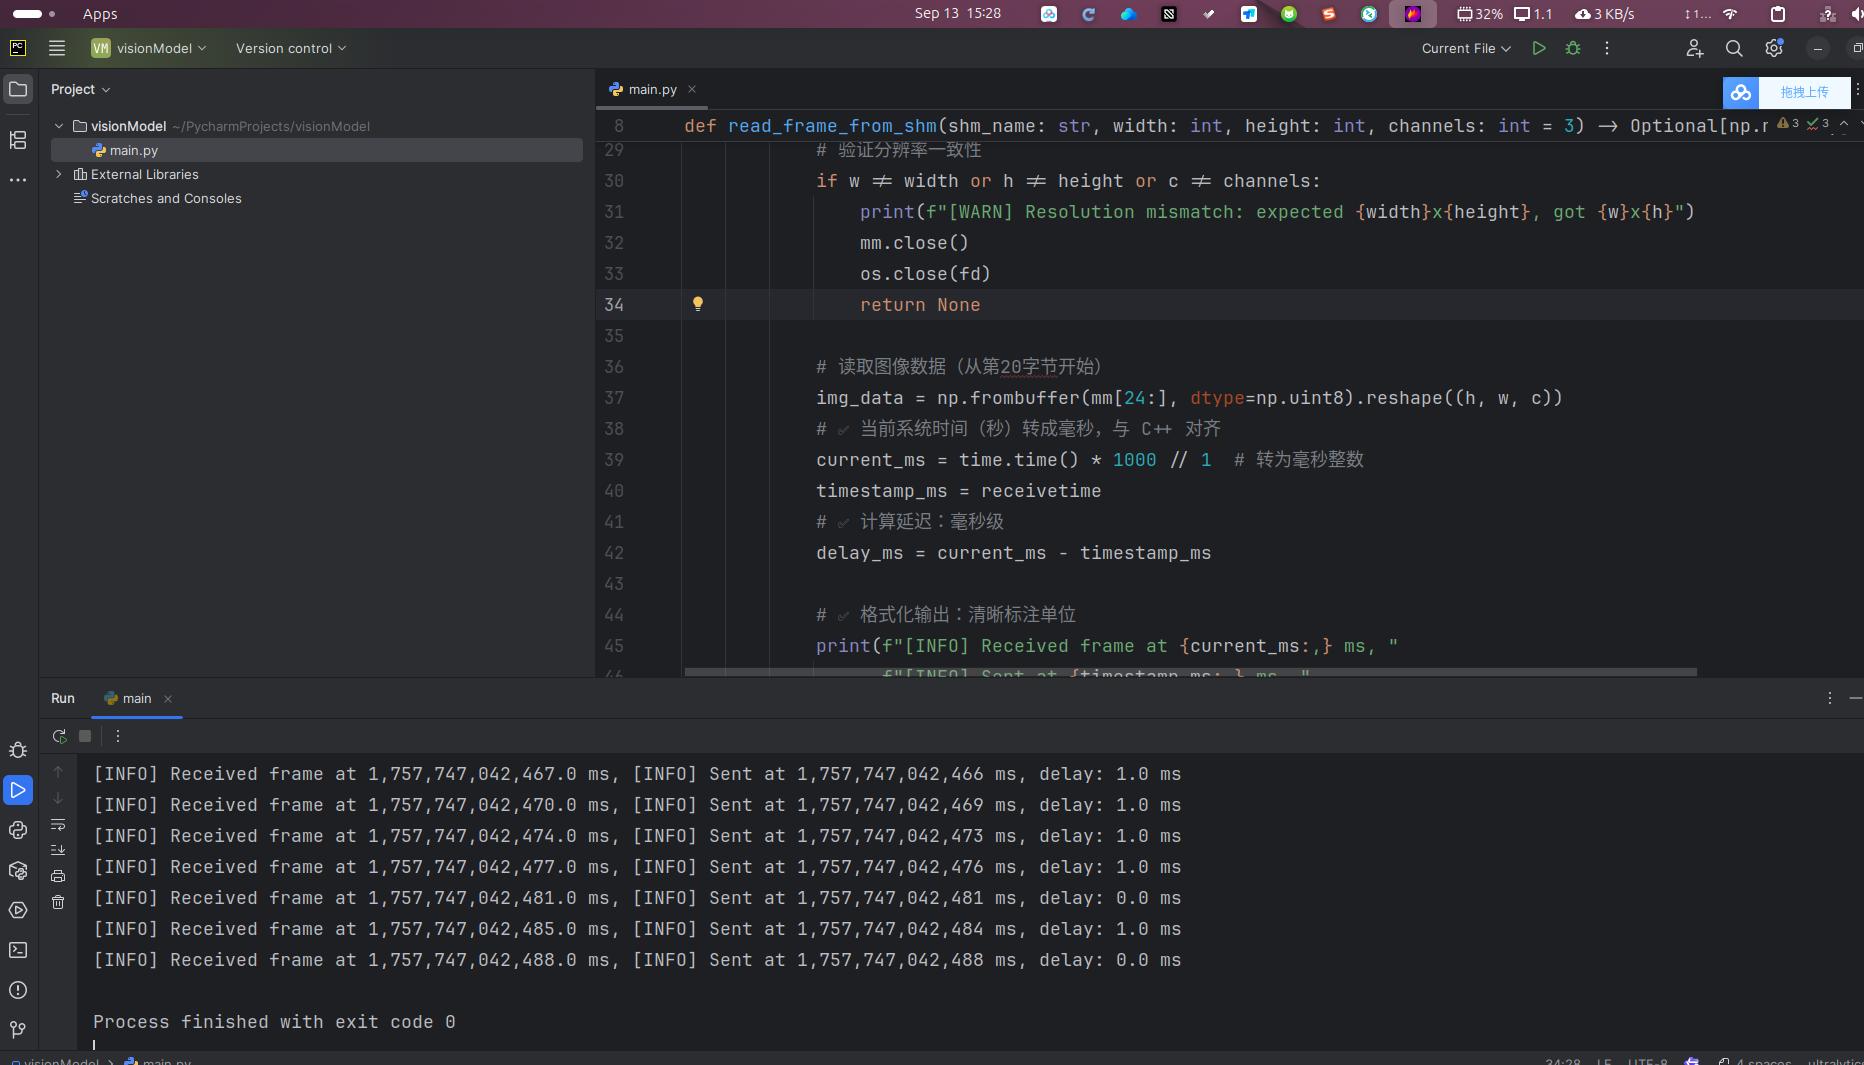 Apps
Sep 13 15:28
32%
1.1
3 KB/s
1...
VM visionModel
Version control
Current File
Project
visionModel ~/PycharmProjects/visionModel
main.py
External Libraries
Scratches and Consoles
main.py
拖拽上传
8 def read_frame_from_shm(shm_name: str, width: int, height: int, channels: int = 3) -> Optional[np.
3 3
29 # 验证分辨率一致性
30 if w != width or h != height or c != channels:
31 print(f"[WARN] Resolution mismatch: expected {width}x{height}, got {w}x{h}")
32 mm.close()
33 os.close(fd)
34 return None
35
36 # 读取图像数据（从第20字节开始）
37 img_data = np.frombuffer(mm[24:], dtype=np.uint8).reshape((h, w, c))
38 # ✅ 当前系统时间（秒）转成毫秒，与 C++ 对齐
39 current_ms = time.time() * 1000 // 1 # 转为毫秒整数
40 timestamp_ms = receivetime
41 # ✅ 计算延迟：毫秒级
42 delay_ms = current_ms - timestamp_ms
43
44 # ✅ 格式化输出：清晰标注单位
45 print(f"[INFO] Received frame at {current_ms:,} ms, "
46 f"[INFO] Sent at {timestamp_ms:,} ms, "
Run
main
[INFO] Received frame at 1,757,747,042,467.0 ms, [INFO] Sent at 1,757,747,042,466 ms, delay: 1.0 ms
[INFO] Received frame at 1,757,747,042,470.0 ms, [INFO] Sent at 1,757,747,042,469 ms, delay: 1.0 ms
[INFO] Received frame at 1,757,747,042,474.0 ms, [INFO] Sent at 1,757,747,042,473 ms, delay: 1.0 ms
[INFO] Received frame at 1,757,747,042,477.0 ms, [INFO] Sent at 1,757,747,042,476 ms, delay: 1.0 ms
[INFO] Received frame at 1,757,747,042,481.0 ms, [INFO] Sent at 1,757,747,042,481 ms, delay: 0.0 ms
[INFO] Received frame at 1,757,747,042,485.0 ms, [INFO] Sent at 1,757,747,042,484 ms, delay: 1.0 ms
[INFO] Received frame at 1,757,747,042,488.0 ms, [INFO] Sent at 1,757,747,042,488 ms, delay: 0.0 ms
Process finished with exit code 0
visionModel > main.py
34:28 LF UTF-8 4 spaces